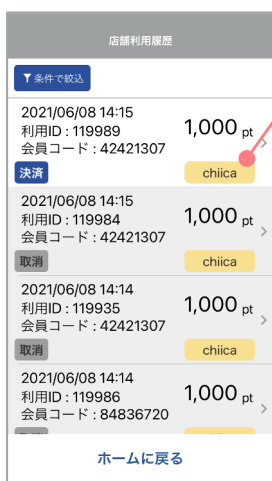 店舗利用履歴
▼条件で絞込
2021/06/08 14:15
利用ID : 119989
会員コード : 42421307
1,000 pt
決済
chiica
2021/06/08 14:15
利用ID : 119984
会員コード : 42421307
1,000 pt
取消
chiica
2021/06/08 14:14
利用ID : 119935
会員コード : 42421307
1,000 pt
取消
chiica
2021/06/08 14:14
利用ID : 119986
会員コード : 84836720
1,000 pt
ホームに戻る